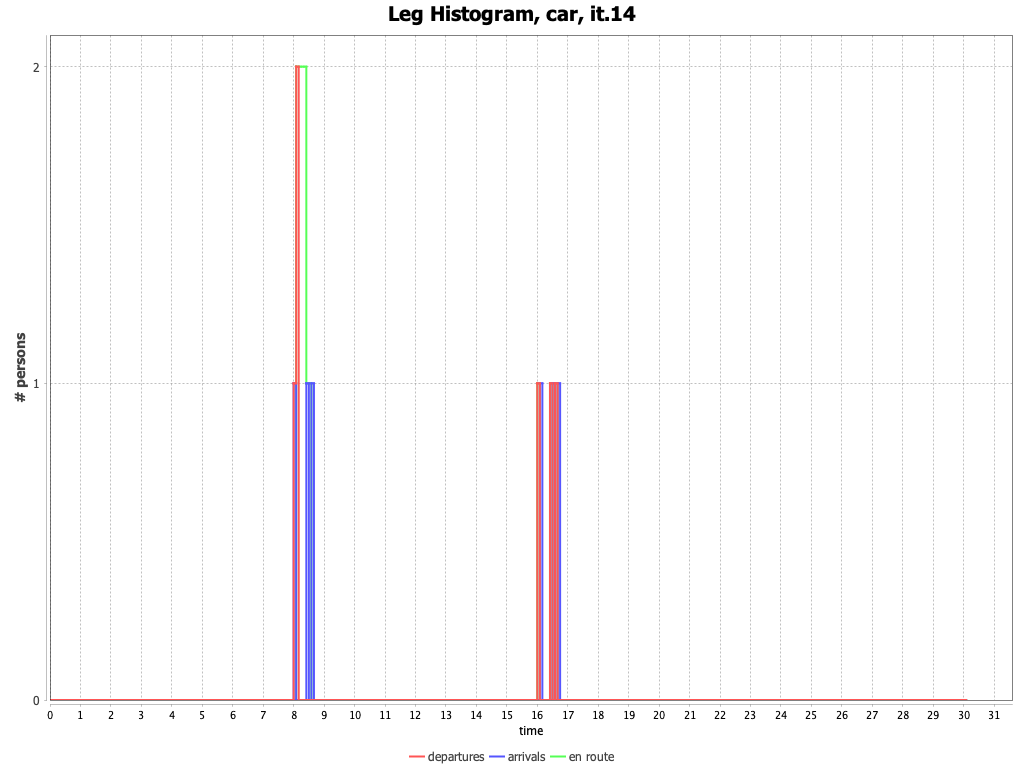 Leg Histogram, car, it.14
# persons
2
1
0
0 1 2 3 4 5 6 7 8 9 10 11 12 13 14 15 16 17 18 19 20 21 22 23 24 25 26 27 28 29 30 31
time
departures arrivals en route